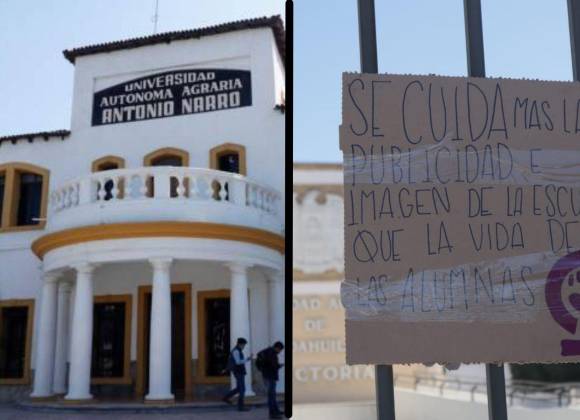 UNIVERSIDAD
AUTONOMA AGRARIA
ANTONIO NARRO
SE CUIDA MAS LA
PUBLICIDAD E
IMAGEN DE LA ESCU
QUE LA VIDA DE
LAS ALUMNAS
DE